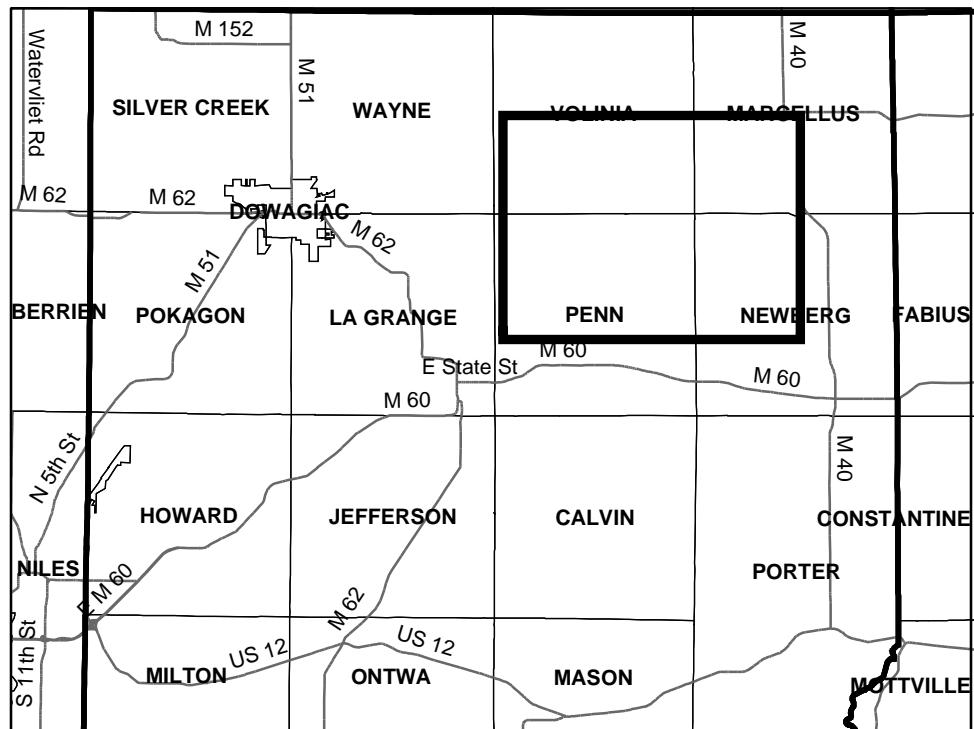 M 152
Watervliet Rd
M 51
M 40
SILVER CREEK
WAYNE
VOLINIA
MARCELLUS
M 62
M 62
DOWAGIAC
M 62
M 51
BERRIEN
POKAGON
LA GRANGE
PENN
NEWBERG
FABIUS
M 60
E State St
M 60
M 60
N 5th St
M 40
HOWARD
JEFFERSON
CALVIN
CONSTANTINE
NILES
PORTER
E M 60
M 62
S 11th St
US 12
US 12
MILTON
ONTWA
MASON
MOTTVILLE